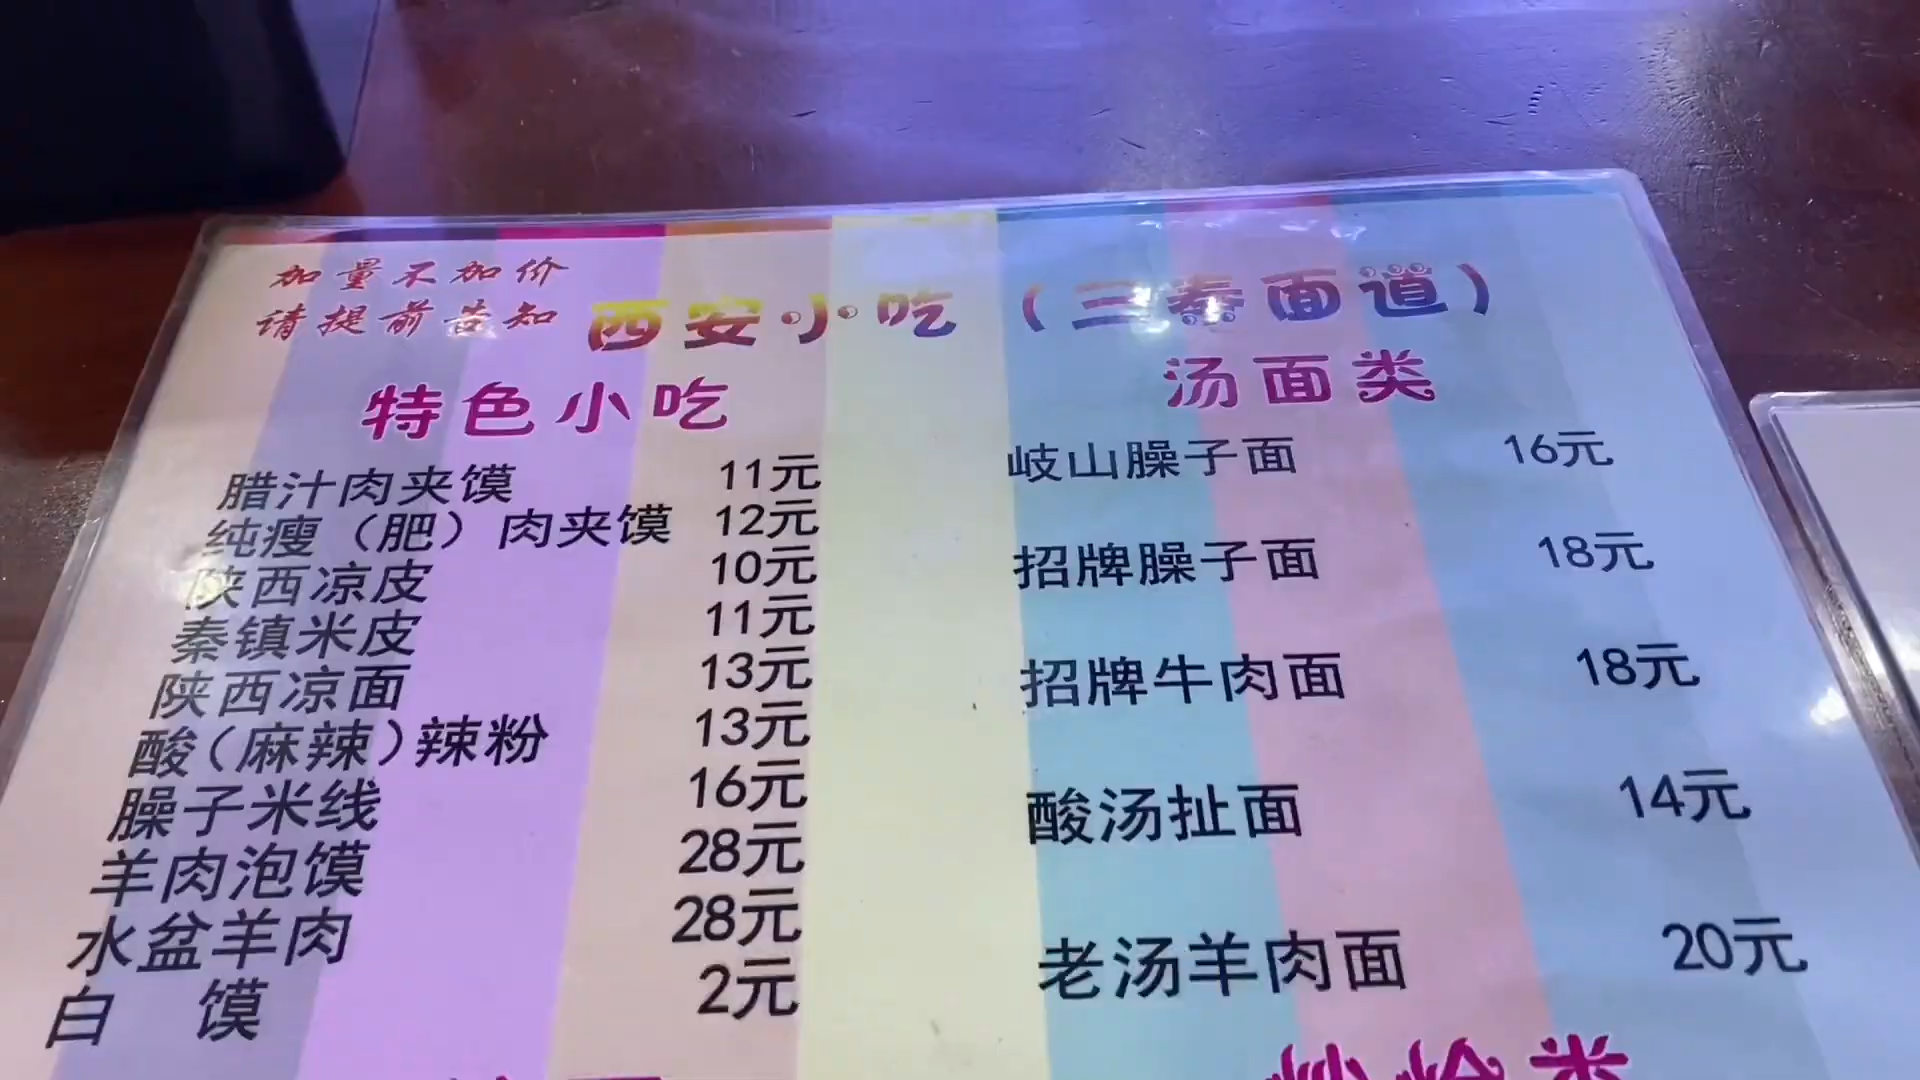 加量不加价
请提前告知
西安小吃（三秦面道）
特色小吃
腊汁肉夹馍 11元
纯瘦（肥）肉夹馍 12元
陕西凉皮 10元
秦镇米皮 11元
陕西凉面 13元
酸（麻辣）辣粉 13元
臊子米线 16元
羊肉泡馍 28元
水盆羊肉 28元
白馍 2元
汤面类
岐山臊子面 16元
招牌臊子面 18元
招牌牛肉面 18元
酸汤扯面 14元
老汤羊肉面 20元